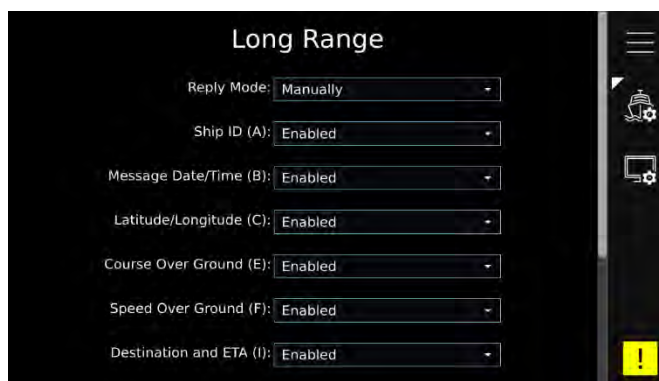 Long Range
Reply Mode: Manually
Ship ID (A): Enabled
Message Date/Time (B): Enabled
Latitude/Longitude (C): Enabled
Course Over Ground (E): Enabled
Speed Over Ground (F): Enabled
Destination and ETA (I): Enabled
!